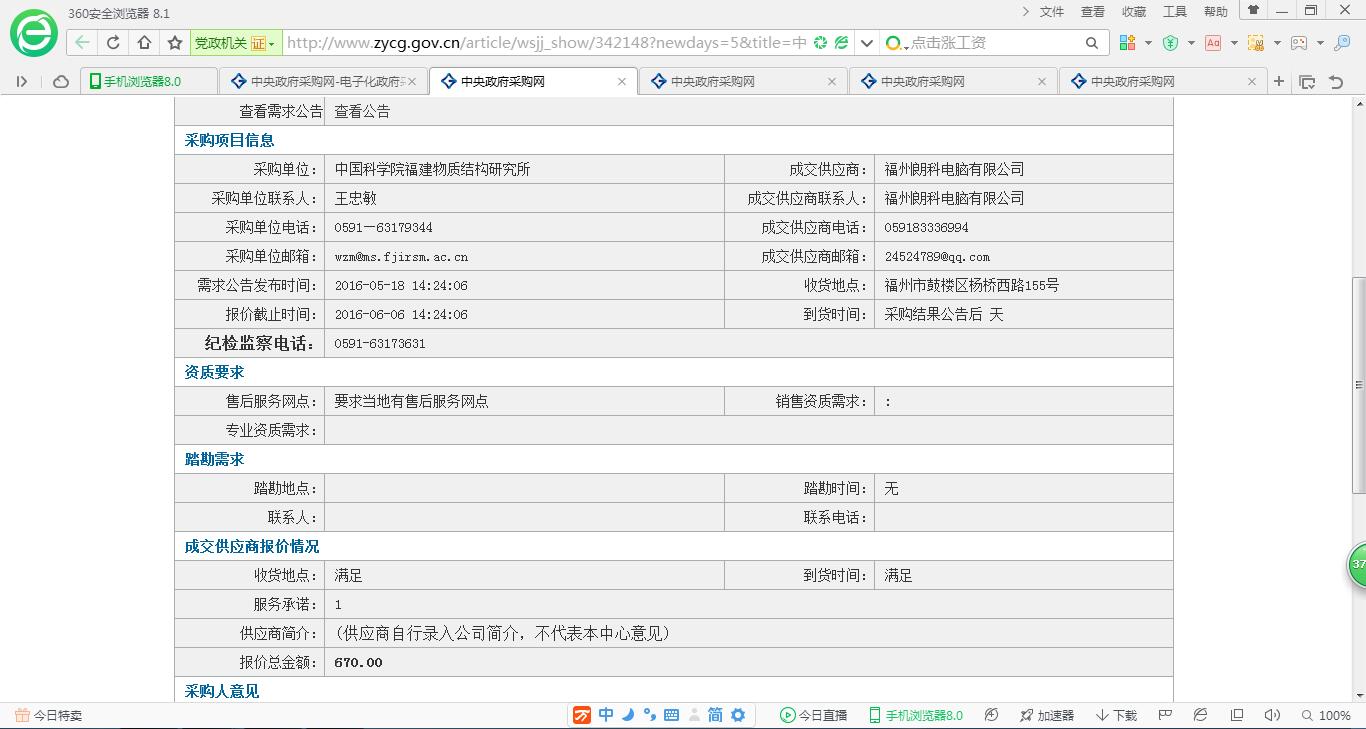 360安全浏览器 8.1
文件 查看 收藏 工具 帮助
党政机关 证 http://www.zycg.gov.cn/article/wsjj_show/342148?newdays=5&title=中 点击涨工资
手机浏览器8.0 中央政府采购网-电子化政府 中央政府采购网 中央政府采购网 中央政府采购网 中央政府采购网
查看需求公告 查看公告
采购项目信息
采购单位: 中国科学院福建物质结构研究所 成交供应商: 福州朗科电脑有限公司
采购单位联系人: 王忠敏 成交供应商联系人: 福州朗科电脑有限公司
采购单位电话: 0591－63179344 成交供应商电话: 059183336994
采购单位邮箱: wzm@ms.fjirsm.ac.cn 成交供应商邮箱: 24524789@qq.com
需求公告发布时间: 2016-05-18 14:24:06 收货地点: 福州市鼓楼区杨桥西路155号
报价截止时间: 2016-06-06 14:24:06 到货时间: 采购结果公告后 天
纪检监察电话: 0591-63173631
资质要求
售后服务网点: 要求当地有售后服务网点 销售资质需求: :
专业资质需求:
踏勘需求
踏勘地点: 踏勘时间: 无
联系人: 联系电话:
成交供应商报价情况
收货地点: 满足 到货时间: 满足
服务承诺: 1
供应商简介: (供应商自行录入公司简介，不代表本中心意见)
报价总金额: 670.00
采购人意见
37
今日特卖 中 简 今日直播 手机浏览器8.0 加速器 下载 100%